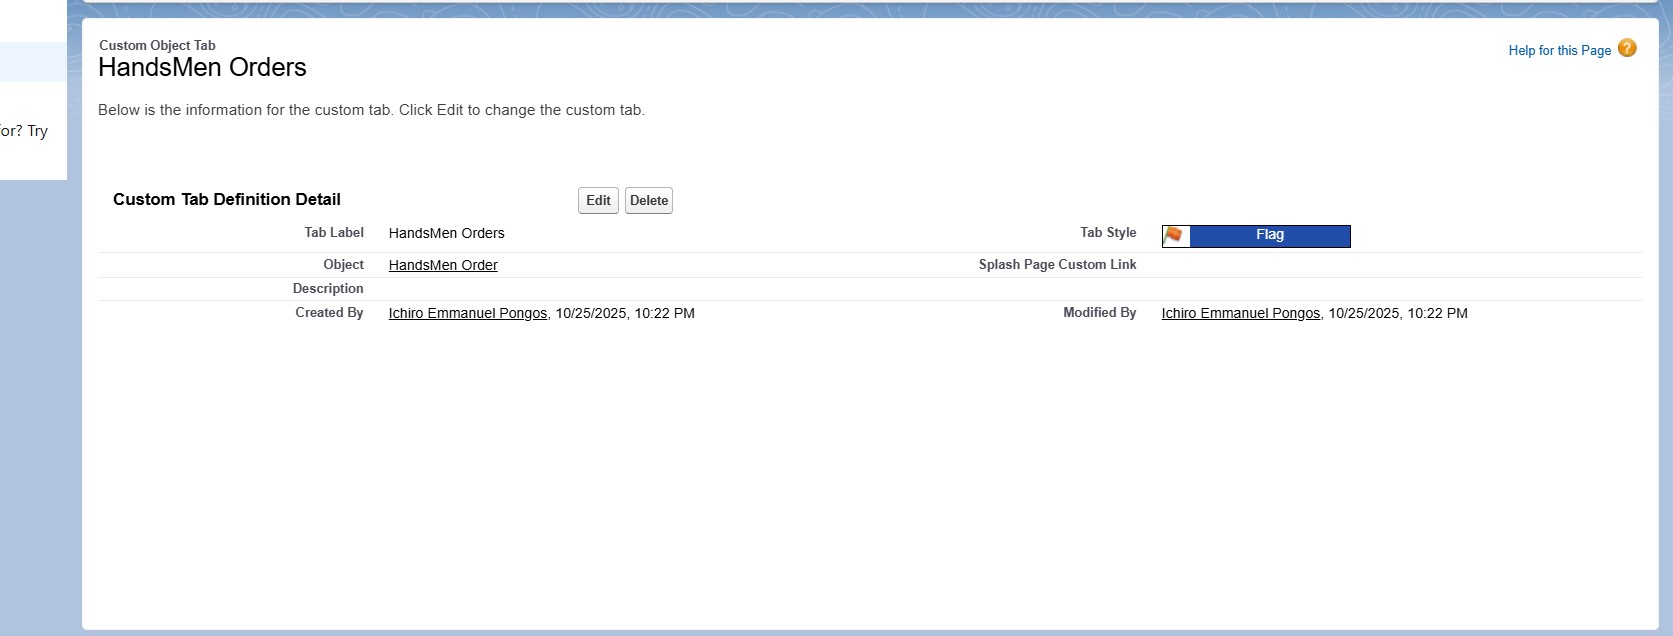 Custom Object Tab
HandsMen Orders
Help for this Page ?
Below is the information for the custom tab. Click Edit to change the custom tab.
for? Try
Custom Tab Definition Detail
Edit
Delete
Tab Label HandsMen Orders
Tab Style Flag
Object HandsMen Order
Splash Page Custom Link
Description
Created By Ichiro Emmanuel Pongos, 10/25/2025, 10:22 PM
Modified By Ichiro Emmanuel Pongos, 10/25/2025, 10:22 PM